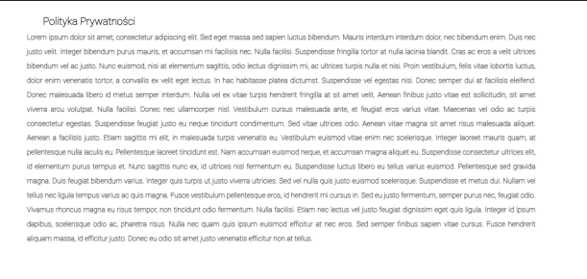 Polityka Prywatności
Lorem ipsum dolor sit amet, consectetur adipiscing elit. Sed eget massa sed sapien luctus bibendum. Mauris interdum interdum dolor, nec bibendum enim. Duis nec
justo velit. Integer bibendum purus mauris, et accumsan mi facilisis nec. Nulla facilisi. Suspendisse fringilla tortor at nulla lacinia blandit. Cras ac eros a velit ultrices
bibendum vel ac justo. Nunc euismod, nisi at elementum sagittis, odio lectus dignissim mi, ac ultrices turpis nulla et nisi. Proin vestibulum, felis vitae lobortis luctus,
dolor enim venenatis tortor, a convallis ex velit eget lectus. In hac habitasse platea dictumst. Suspendisse vel egestas nisi. Donec semper dui at facilisis eleifend.
Donec malesuada libero id metus semper interdum. Nulla vel ex vitae turpis hendrerit fringilla at sit amet velit. Aenean finibus justo vitae est sollicitudin, sit amet
viverra arcu volutpat. Nulla facilisi. Donec nec ullamcorper nisl. Vestibulum cursus malesuada ante, et feugiat eros varius vitae. Maecenas vel odio ac turpis
consectetur egestas. Suspendisse feugiat justo eu neque tincidunt condimentum. Sed vitae ultrices odio. Aenean vitae magna sit amet risus malesuada aliquet.
Aenean a facilisis justo. Etiam sagittis mi elit, in malesuada turpis venenatis eu. Vestibulum euismod vitae enim nec scelerisque. Integer laoreet mauris quam, at
pellentesque nulla iaculis eu. Pellentesque laoreet tincidunt est. Nam accumsan euismod neque, et accumsan magna aliquet eu. Suspendisse consectetur ultrices elit,
id elementum purus tempus et. Nunc sagittis nunc ex, id ultrices nisl fermentum eu. Suspendisse luctus libero eu tellus varius euismod. Pellentesque sed gravida
magna. Duis feugiat bibendum varius. Integer quis turpis ut justo viverra ultricies. Sed vel nulla quis justo euismod scelerisque. Suspendisse et metus dui. Nullam vel
tellus nec ligula tempus varius ac quis magna. Fusce vestibulum pellentesque eros, id hendrerit mi cursus in. Sed eu justo fermentum, semper purus nec, feugiat odio.
Vivamus rhoncus magna eu risus tempor, non tincidunt odio fermentum. Nulla facilisi. Etiam nec lectus vel justo feugiat dignissim eget quis ligula. Integer id ipsum
dapibus, scelerisque odio ac, pharetra risus. Nulla nec quam quis ipsum euismod efficitur at nec eros. Sed semper finibus sapien vitae cursus. Fusce hendrerit
aliquam massa, id efficitur justo. Donec eu odio sit amet justo venenatis efficitur non at tellus.